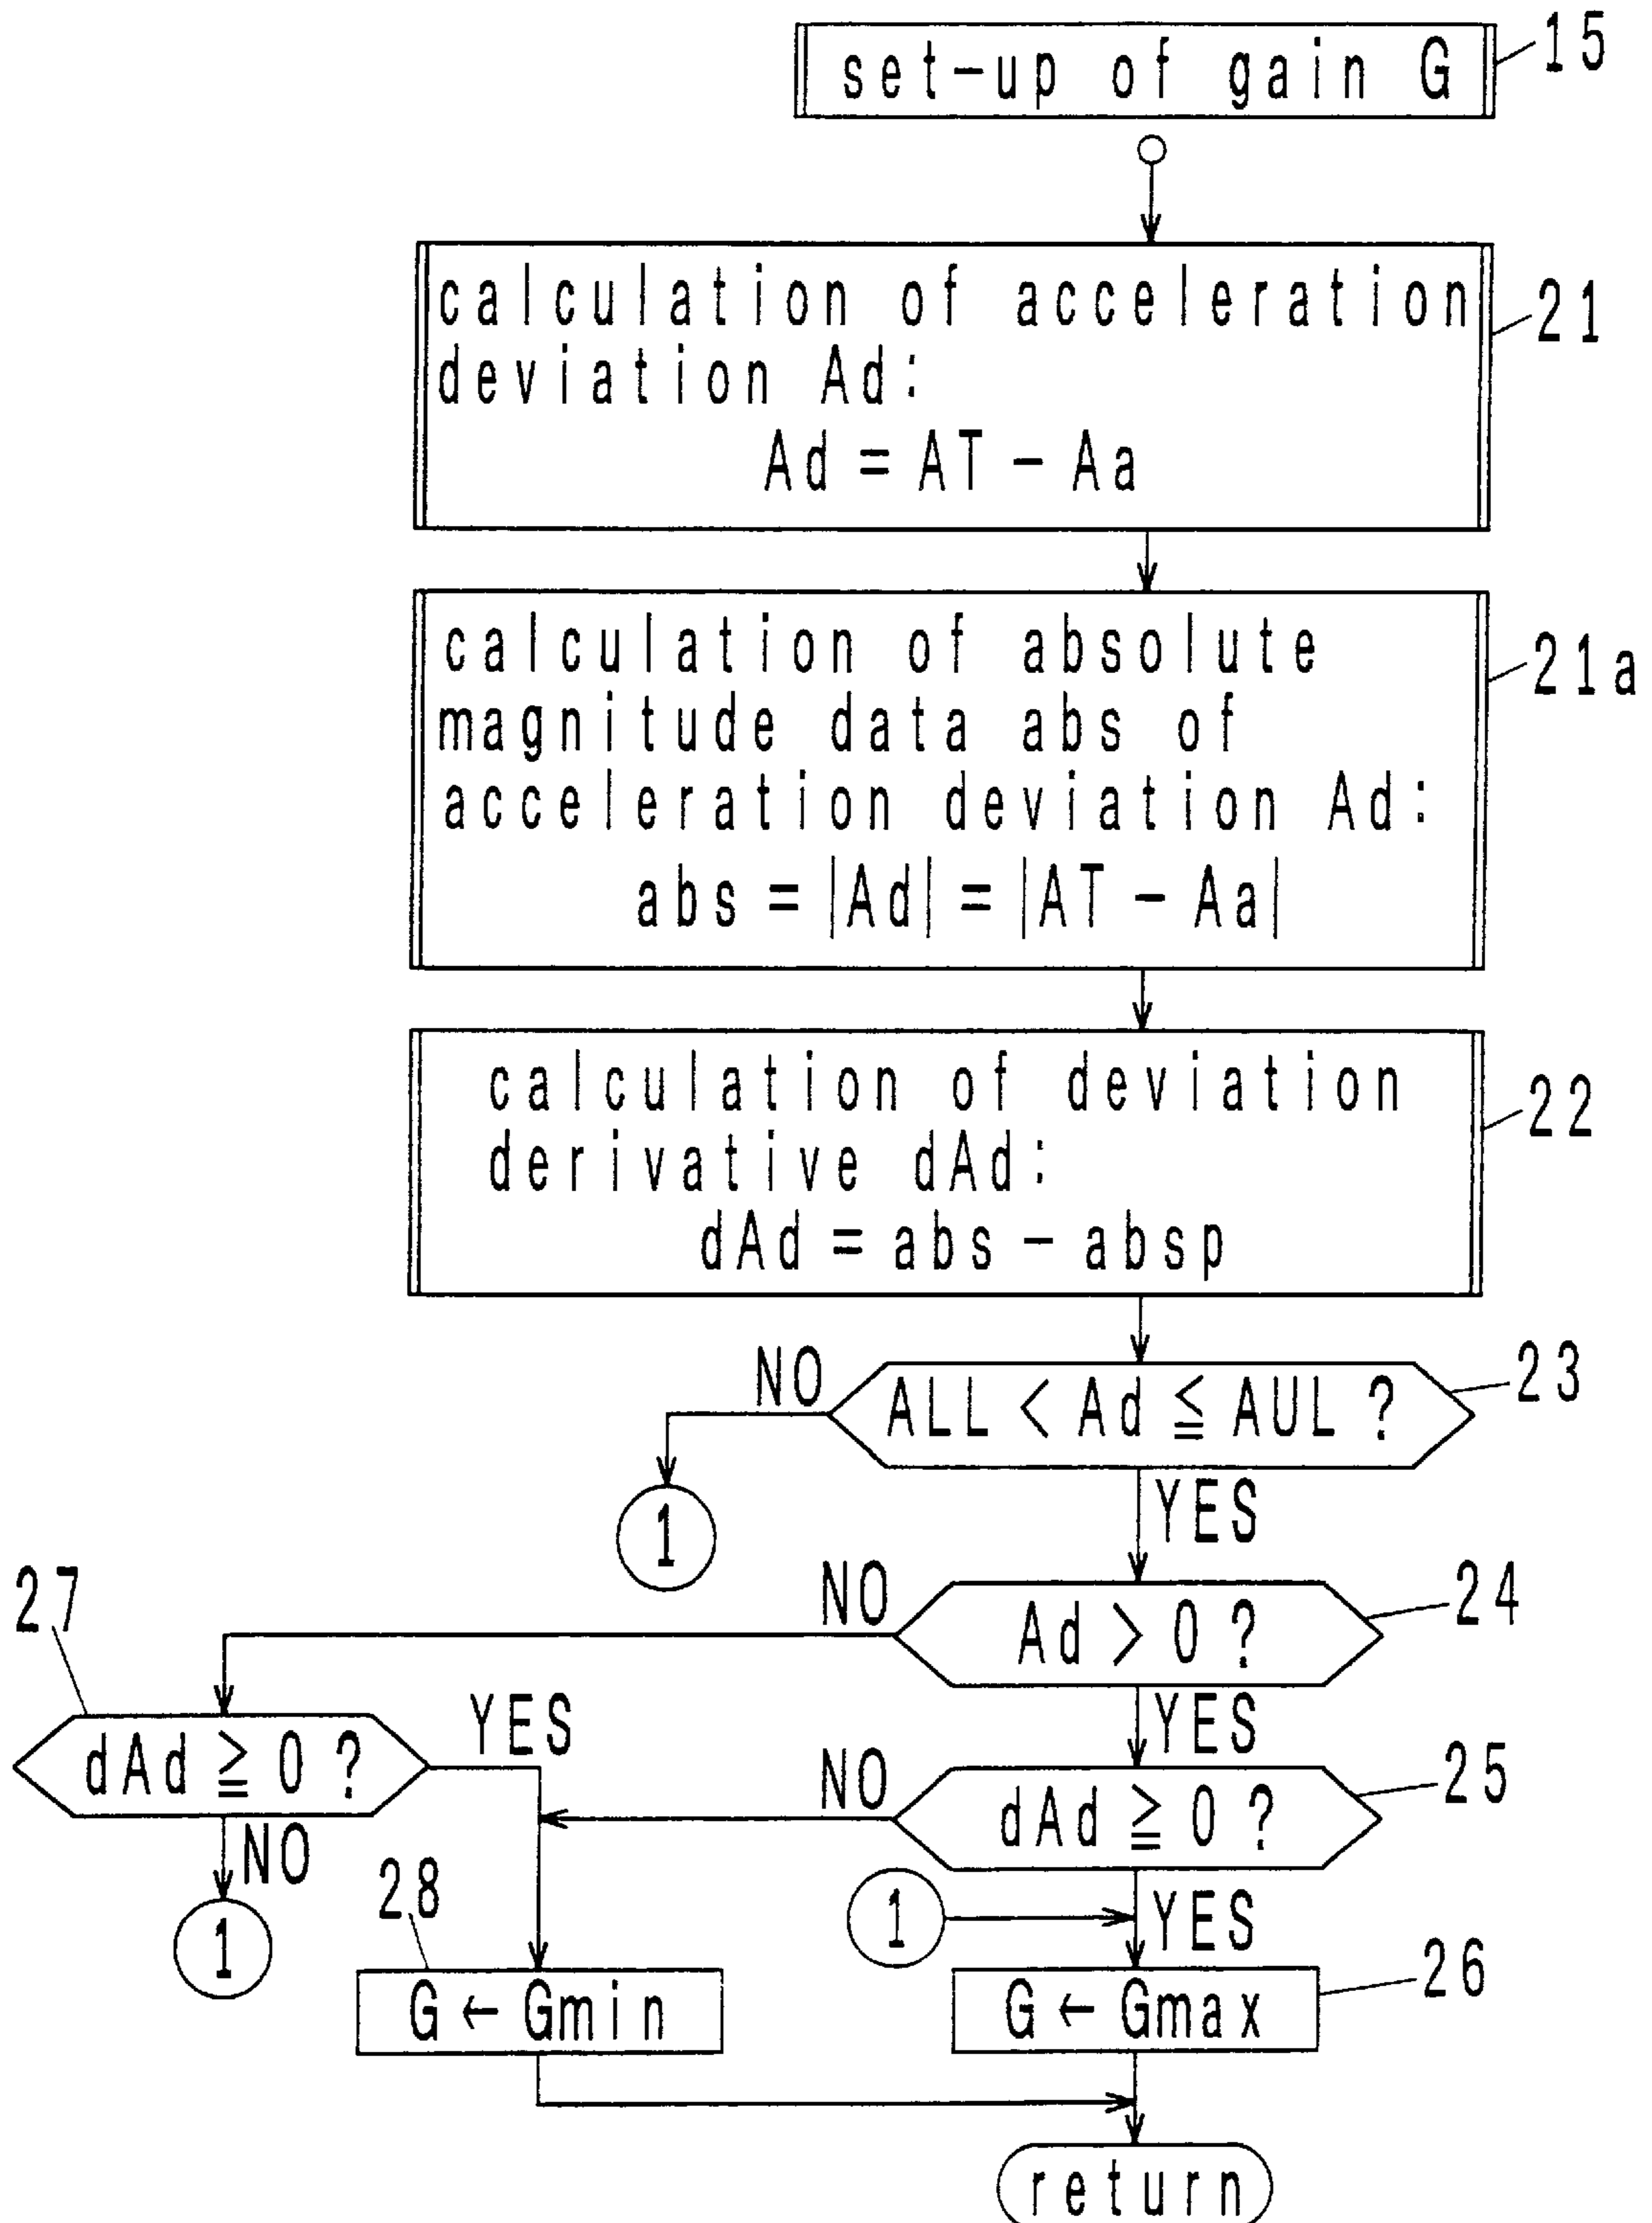 set-up of gain G
15
calculation of acceleration
deviation Ad:
Ad = AT - Aa
21
calculation of absolute
magnitude data abs of
acceleration deviation Ad:
abs = |Ad| = |AT - Aa|
21a
calculation of deviation
derivative dAd:
dAd = abs - absp
22
NO
ALL < Ad ≦ AUL ?
23
1
YES
NO
Ad > 0 ?
24
27
YES
dAd ≧ 0 ?
YES
NO
dAd ≧ 0 ?
25
NO
1
28
1
YES
G ← Gmin
G ← Gmax
26
return